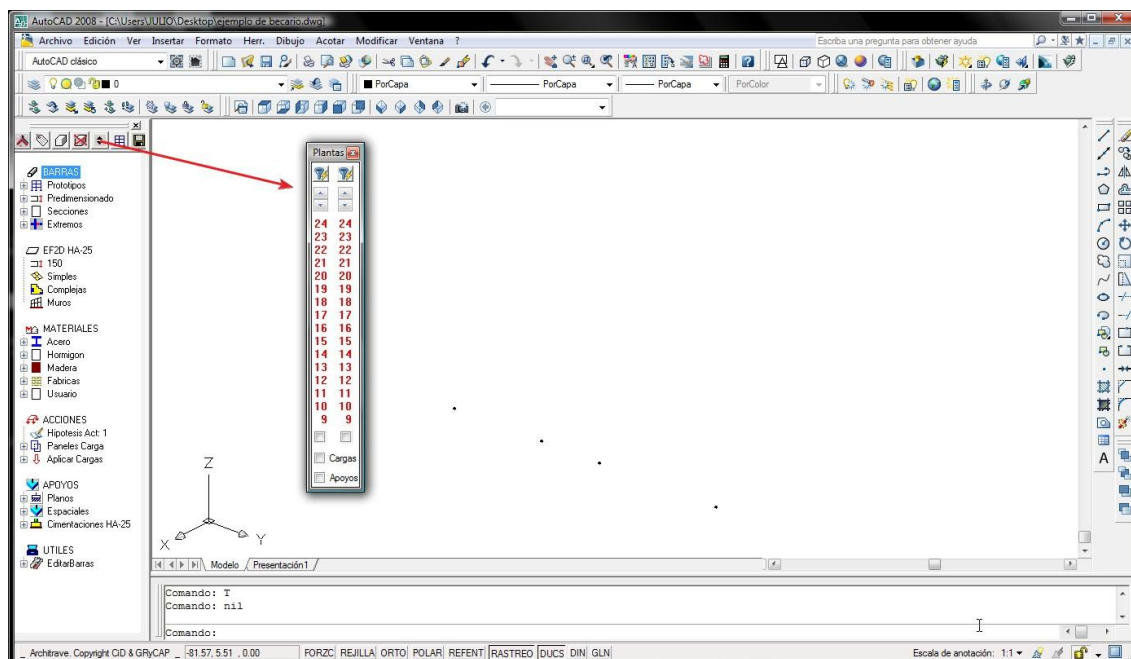 AutoCAD 2008 - [C:\Users\JULIO\Desktop\ejemplo de becario.dwg]
Archivo Edición Ver Insertar Formato Herr. Dibujo Acotar Modificar Ventana ?
Escriba una pregunta para obtener ayuda
AutoCAD clásico
0
PorCapa
PorCapa
PorCapa
PorColor
BARRAS
Prototipos
Predimensionado
Secciones
Extremos
EF2D HA-25
150
Simples
Complejas
Muros
MATERIALES
Acero
Hormigon
Madera
Fabricas
Usuario
ACCIONES
Hipotesis Act: 1
Paneles Carga
Aplicar Cargas
APOYOS
Planos
Espaciales
Cimentaciones HA-25
UTILES
EditarBarras
Plantas
24 24
23 23
22 22
21 21
20 20
19 19
18 18
17 17
16 16
15 15
14 14
13 13
12 12
11 11
10 10
9 9
Cargas
Apoyos
Z
X
Y
A
Modelo Presentación1
Comando: T
Comando: nil
Comando:
_ Architrave. Copyright CiD & GRyCAP _ -81.57, 5.51 , 0.00 FORZC REJILLA ORTO POLAR REFENT RASTREO DUCS DIN GLN Escala de anotación: 1:1